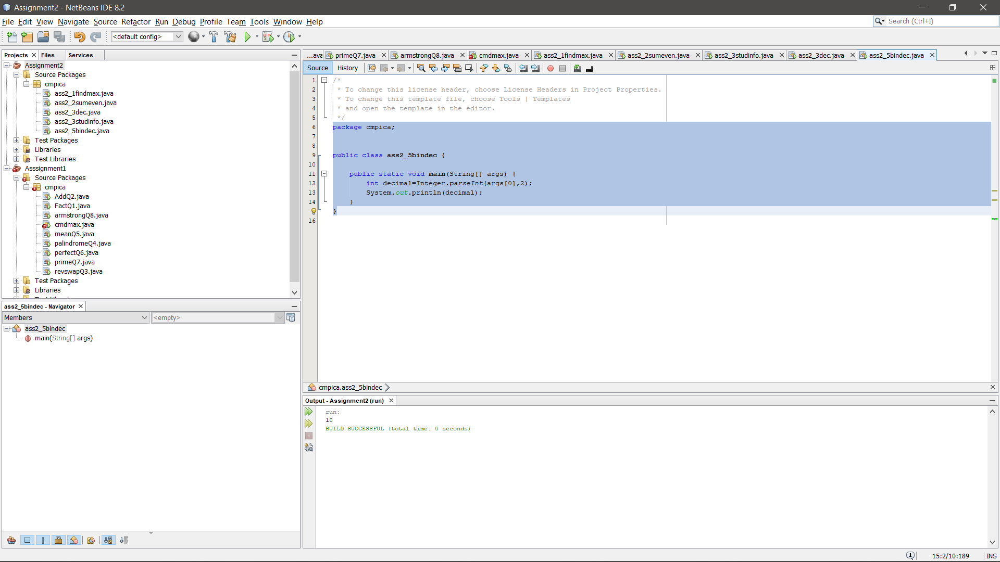 Assignment2 - NetBeans IDE 8.2
File Edit View Navigate Source Refactor Run Debug Profile Team Tools Window Help
Search (Ctrl+I)
<default config>
Projects Files Services
Assignment2
Source Packages
cmpica
ass2_1findmax.java
ass2_2sumeven.java
ass2_3dec.java
ass2_3studinfo.java
ass2_5bindec.java
Test Packages
Libraries
Test Libraries
Asssignment1
Source Packages
cmpica
AddQ2.java
FactQ1.java
armstrongQ8.java
cmdmax.java
meanQ5.java
palindromeQ4.java
perfectQ6.java
primeQ7.java
revswapQ3.java
Test Packages
Libraries
ass2_5bindec - Navigator
Members <empty>
ass2_5bindec
main(String[] args)
...ava primeQ7.java armstrongQ8.java cmdmax.java ass2_1findmax.java ass2_2sumeven.java ass2_3studinfo.java ass2_3dec.java ass2_5bindec.java
Source History
1 /*
2 * To change this license header, choose License Headers in Project Properties.
3 * To change this template file, choose Tools | Templates
4 * and open the template in the editor.
5 */
6 package cmpica;
7
8
9 public class ass2_5bindec {
10
11 public static void main(String[] args) {
12 int decimal=Integer.parseInt(args[0],2);
13 System.out.println(decimal);
14 }
}
16
cmpica.ass2_5bindec
Output - Assignment2 (run)
run:
10
BUILD SUCCESSFUL (total time: 0 seconds)
15:2/10:189 INS